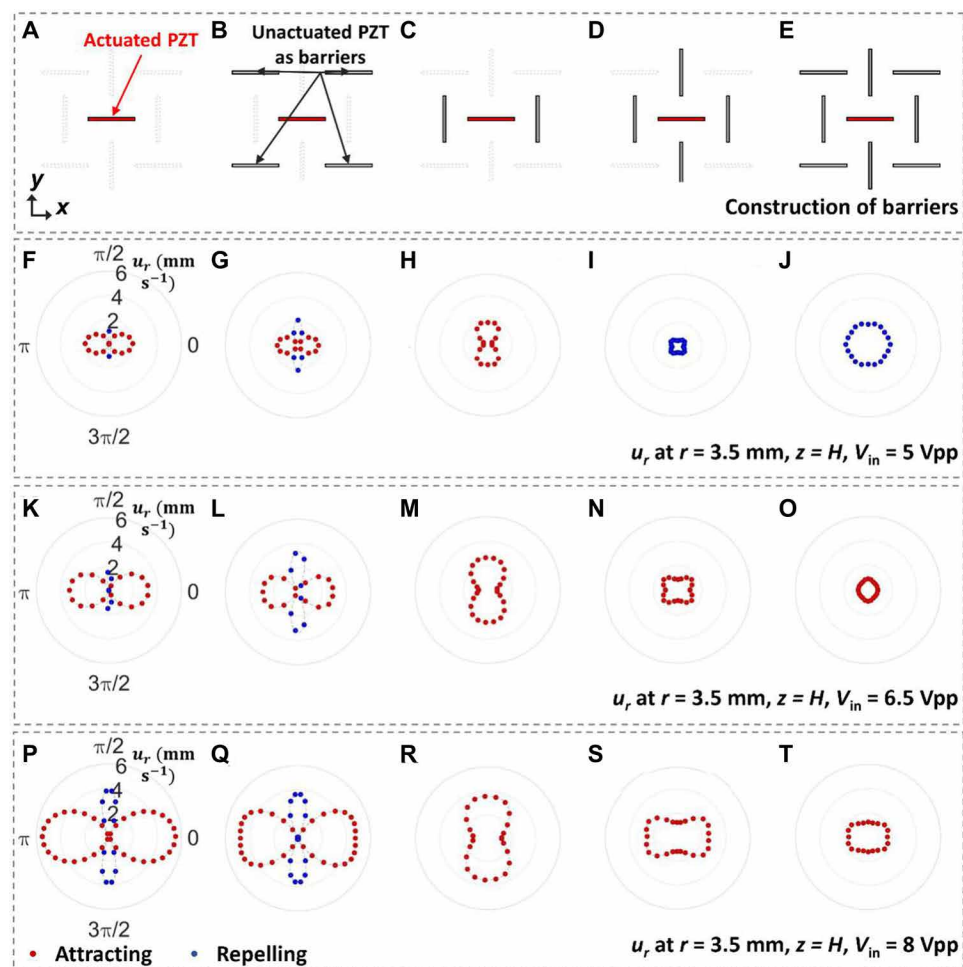 A B C D E
Actuated PZT
Unactuated PZT
as barriers
y
x
Construction of barriers
F G H I J
π/2 u_r (mm
s⁻¹)
6
4
2
π 0
3π/2
u_r at r = 3.5 mm, z = H, V_in = 5 Vpp
K L M N O
π/2 u_r (mm
s⁻¹)
6
4
2
π 0
3π/2
u_r at r = 3.5 mm, z = H, V_in = 6.5 Vpp
P Q R S T
π/2 u_r (mm
s⁻¹)
6
4
2
π 0
3π/2
• Attracting • Repelling
u_r at r = 3.5 mm, z = H, V_in = 8 Vpp